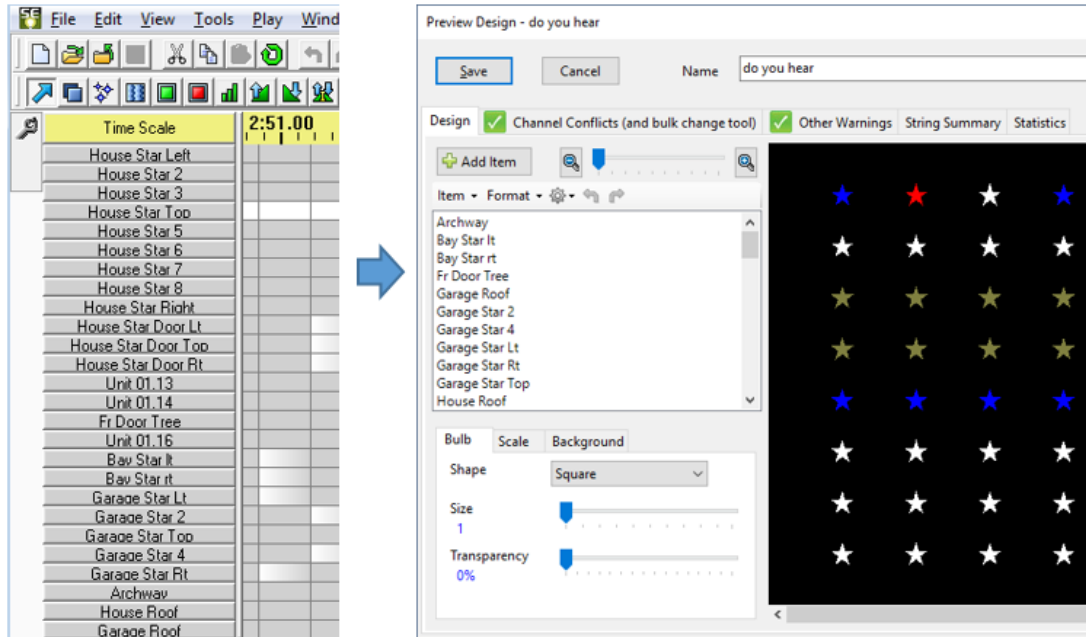 SE File Edit View Tools Play Wind
Time Scale 2:51.00
House Star Left
House Star 2
House Star 3
House Star Top
House Star 5
House Star 6
House Star 7
House Star 8
House Star Right
House Star Door Lt
House Star Door Top
House Star Door Rt
Unit 01.13
Unit 01.14
Fr Door Tree
Unit 01.16
Bay Star lt
Bay Star rt
Garage Star Lt
Garage Star 2
Garage Star Top
Garage Star 4
Garage Star Rt
Archway
House Roof
Garage Roof
Preview Design - do you hear
Save Cancel Name do you hear
Design Channel Conflicts (and bulk change tool) Other Warnings String Summary Statistics
Add Item
Item Format
Archway
Bay Star lt
Bay Star rt
Fr Door Tree
Garage Roof
Garage Star 2
Garage Star 4
Garage Star Lt
Garage Star Rt
Garage Star Top
House Roof
Bulb Scale Background
Shape Square
Size
1
Transparency
0%